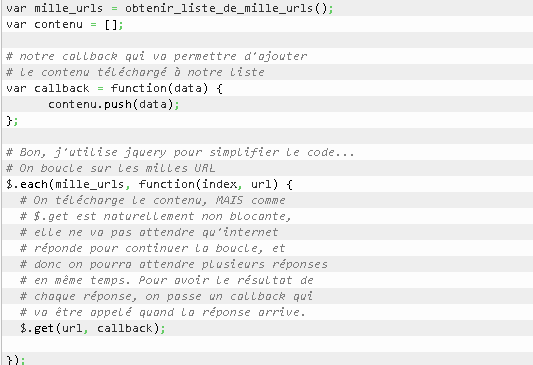 var mille_urls = obtenir_liste_de_mille_urls();
var contenu = [];
# notre callback qui va permettre d'ajouter
# le contenu téléchargé à notre liste
var callback = function(data) {
contenu.push(data);
};
# Bon, j'utilise jquery pour simplifier le code...
# On boucle sur les milles URL
$.each(mille_urls, function(index, url) {
# On télécharge le contenu, MAIS comme
# $.get est naturellement non blocante,
# elle ne va pas attendre qu'internet
# réponde pour continuer la boucle, et
# donc on pourra attendre plusieurs réponses
# en même temps. Pour avoir le résultat de
# chaque réponse, on passe un callback qui
# va être appelé quand la réponse arrive.
$.get(url, callback);
});